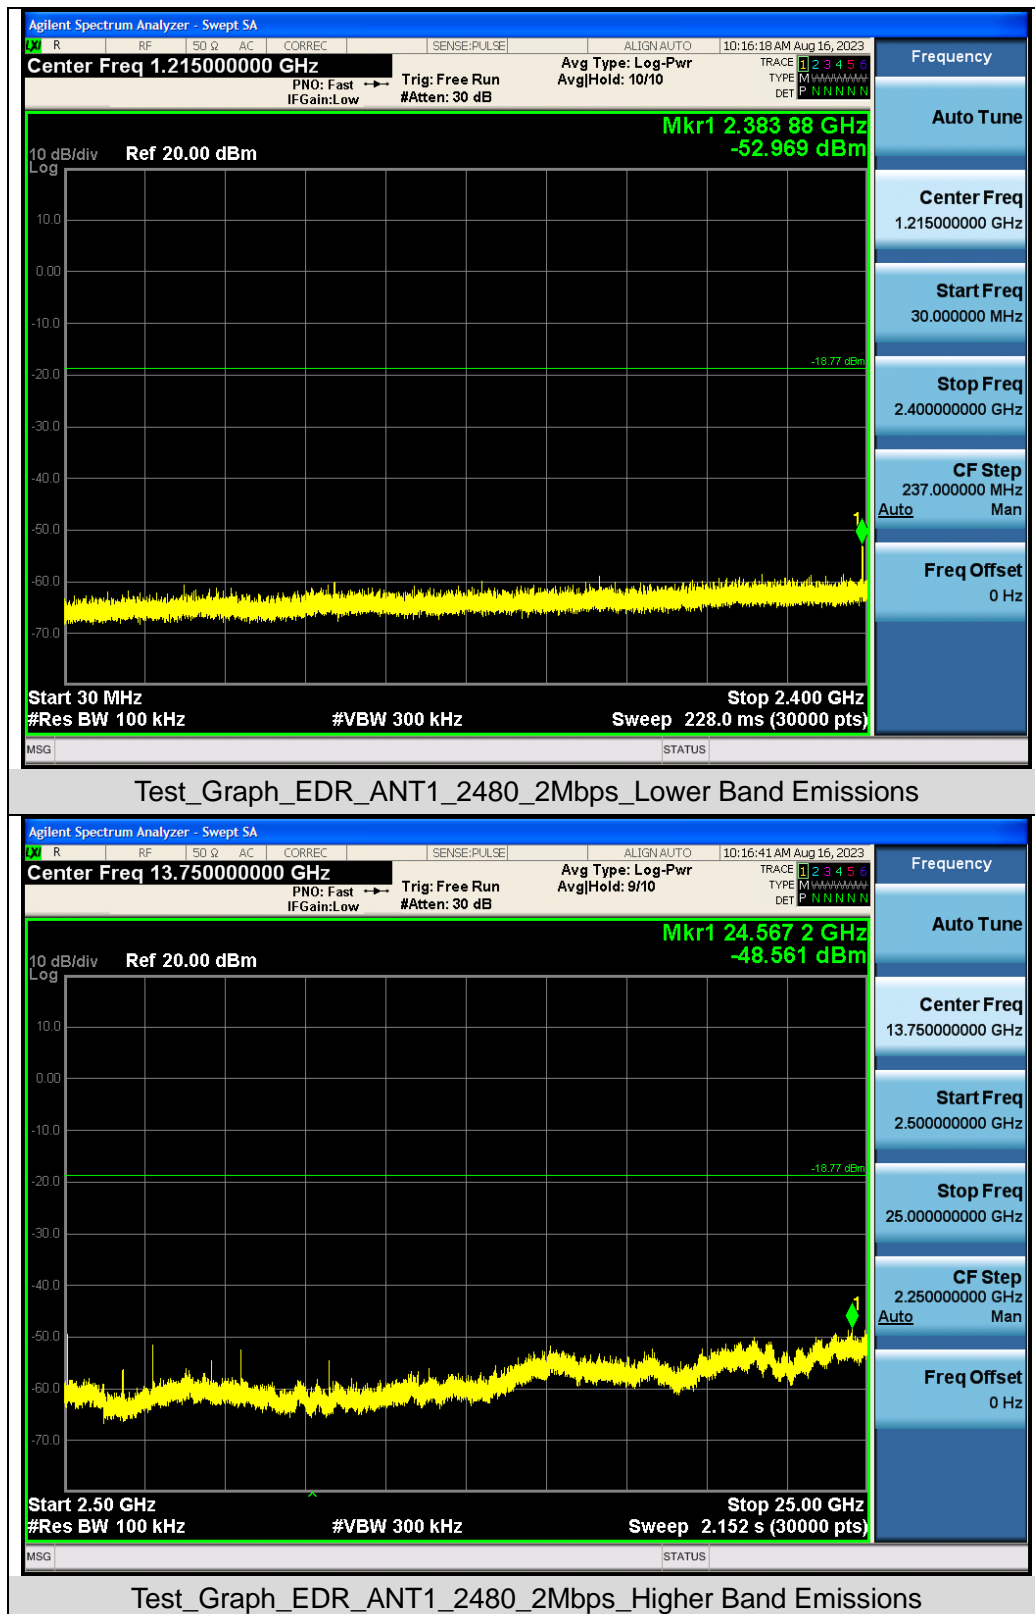 Agilent Spectrum Analyzer - Swept SA
LXI R RF 50 Ω AC CORREC SENSE:PULSE ALIGN AUTO 10:16:18 AM Aug 16, 2023
Center Freq 1.215000000 GHz
PNO: Fast
IFGain:Low
Trig: Free Run
#Atten: 30 dB
Avg Type: Log-Pwr
Avg|Hold: 10/10
TRACE 1 2 3 4 5 6
TYPE M WWWWW
DET P N N N N N
Frequency
Auto Tune
Center Freq
1.215000000 GHz
Start Freq
30.000000 MHz
Stop Freq
2.400000000 GHz
CF Step
237.000000 MHz
Auto Man
Freq Offset
0 Hz
Mkr1 2.383 88 GHz
-52.969 dBm
10 dB/div Ref 20.00 dBm
Log
10.0
0.00
-10.0
-18.77 dBm
-20.0
-30.0
-40.0
1
-50.0
-60.0
-70.0
Start 30 MHz Stop 2.400 GHz
#Res BW 100 kHz #VBW 300 kHz Sweep 228.0 ms (30000 pts)
MSG STATUS
Test_Graph_EDR_ANT1_2480_2Mbps_Lower Band Emissions
Agilent Spectrum Analyzer - Swept SA
LXI R RF 50 Ω AC CORREC SENSE:PULSE ALIGN AUTO 10:16:41 AM Aug 16, 2023
Center Freq 13.750000000 GHz
PNO: Fast
IFGain:Low
Trig: Free Run
#Atten: 30 dB
Avg Type: Log-Pwr
Avg|Hold: 9/10
TRACE 1 2 3 4 5 6
TYPE M WWWWW
DET P N N N N N
Frequency
Auto Tune
Center Freq
13.750000000 GHz
Start Freq
2.500000000 GHz
Stop Freq
25.000000000 GHz
CF Step
2.250000000 GHz
Auto Man
Freq Offset
0 Hz
Mkr1 24.567 2 GHz
-48.561 dBm
10 dB/div Ref 20.00 dBm
Log
10.0
0.00
-10.0
-18.77 dBm
-20.0
-30.0
-40.0
1
-50.0
-60.0
-70.0
Start 2.50 GHz Stop 25.00 GHz
#Res BW 100 kHz #VBW 300 kHz Sweep 2.152 s (30000 pts)
MSG STATUS
Test_Graph_EDR_ANT1_2480_2Mbps_Higher Band Emissions